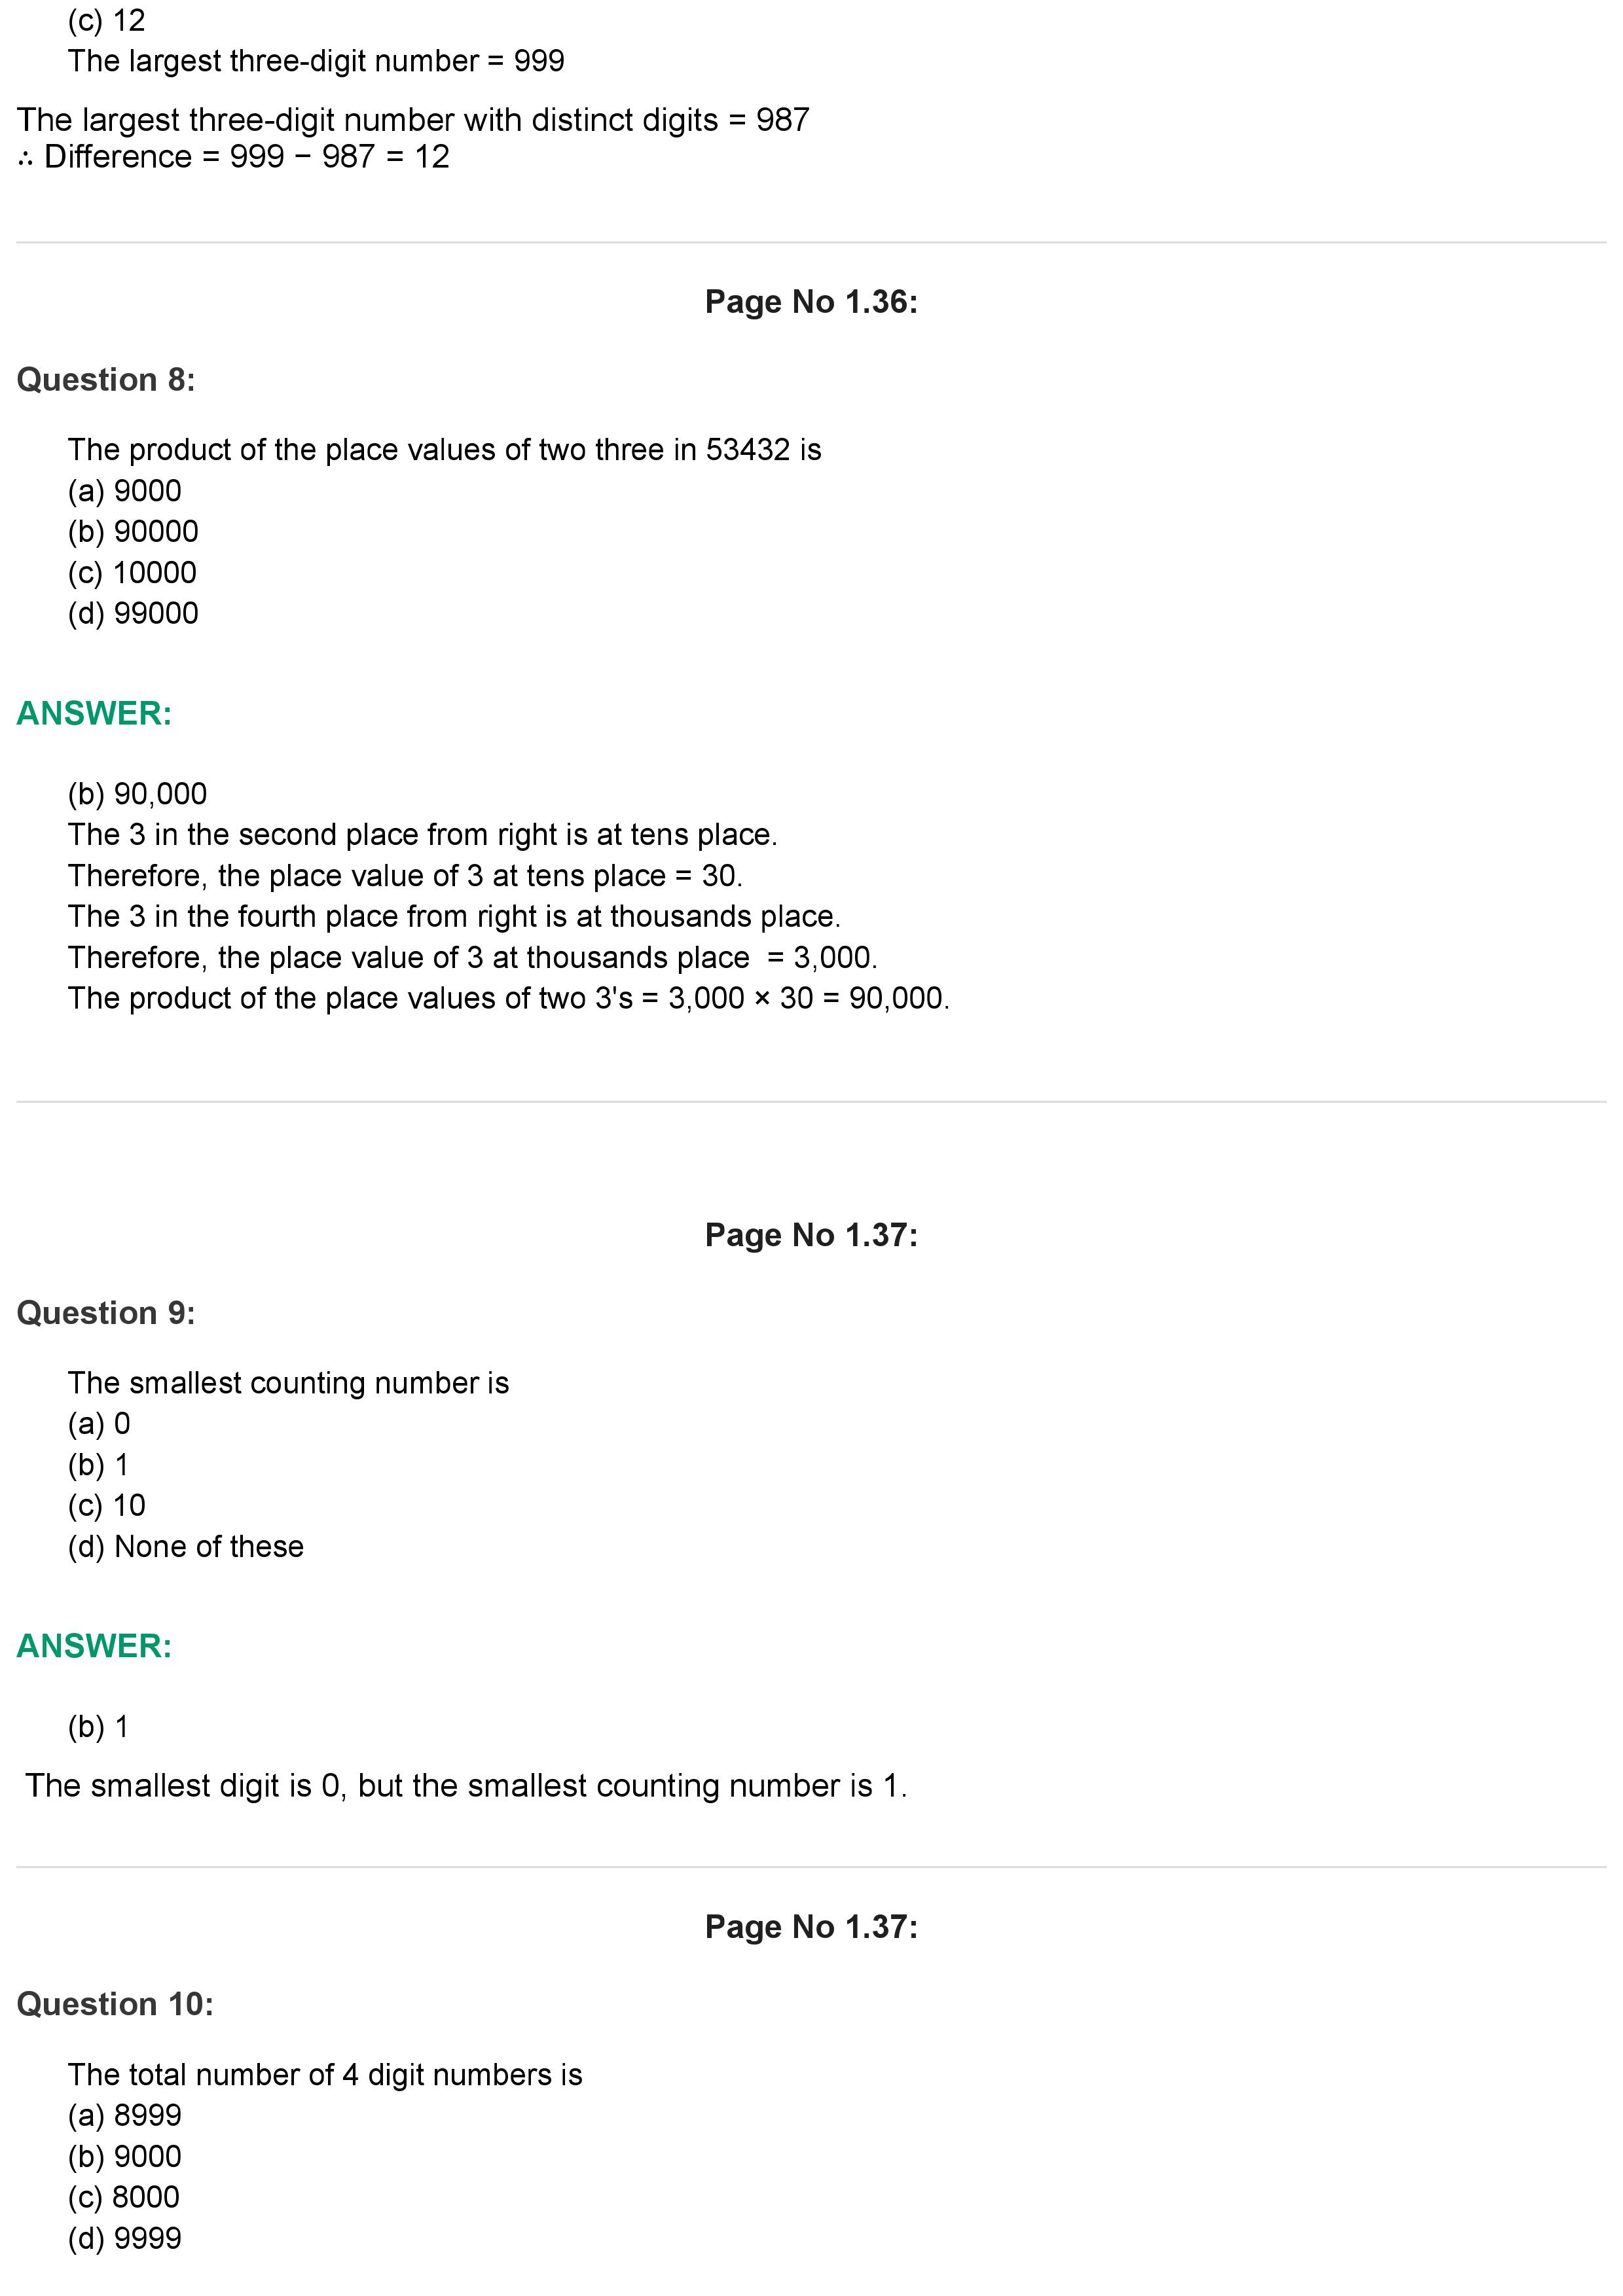 (c) 12
The largest three-digit number = 999
The largest three-digit number with distinct digits = 987
∴ Difference = 999 − 987 = 12
Page No 1.36:
Question 8:
The product of the place values of two three in 53432 is
(a) 9000
(b) 90000
(c) 10000
(d) 99000
ANSWER:
(b) 90,000
The 3 in the second place from right is at tens place.
Therefore, the place value of 3 at tens place = 30.
The 3 in the fourth place from right is at thousands place.
Therefore, the place value of 3 at thousands place  = 3,000.
The product of the place values of two 3's = 3,000 × 30 = 90,000.
Page No 1.37:
Question 9:
The smallest counting number is
(a) 0
(b) 1
(c) 10
(d) None of these
ANSWER:
(b) 1
The smallest digit is 0, but the smallest counting number is 1.
Page No 1.37:
Question 10:
The total number of 4 digit numbers is
(a) 8999
(b) 9000
(c) 8000
(d) 9999